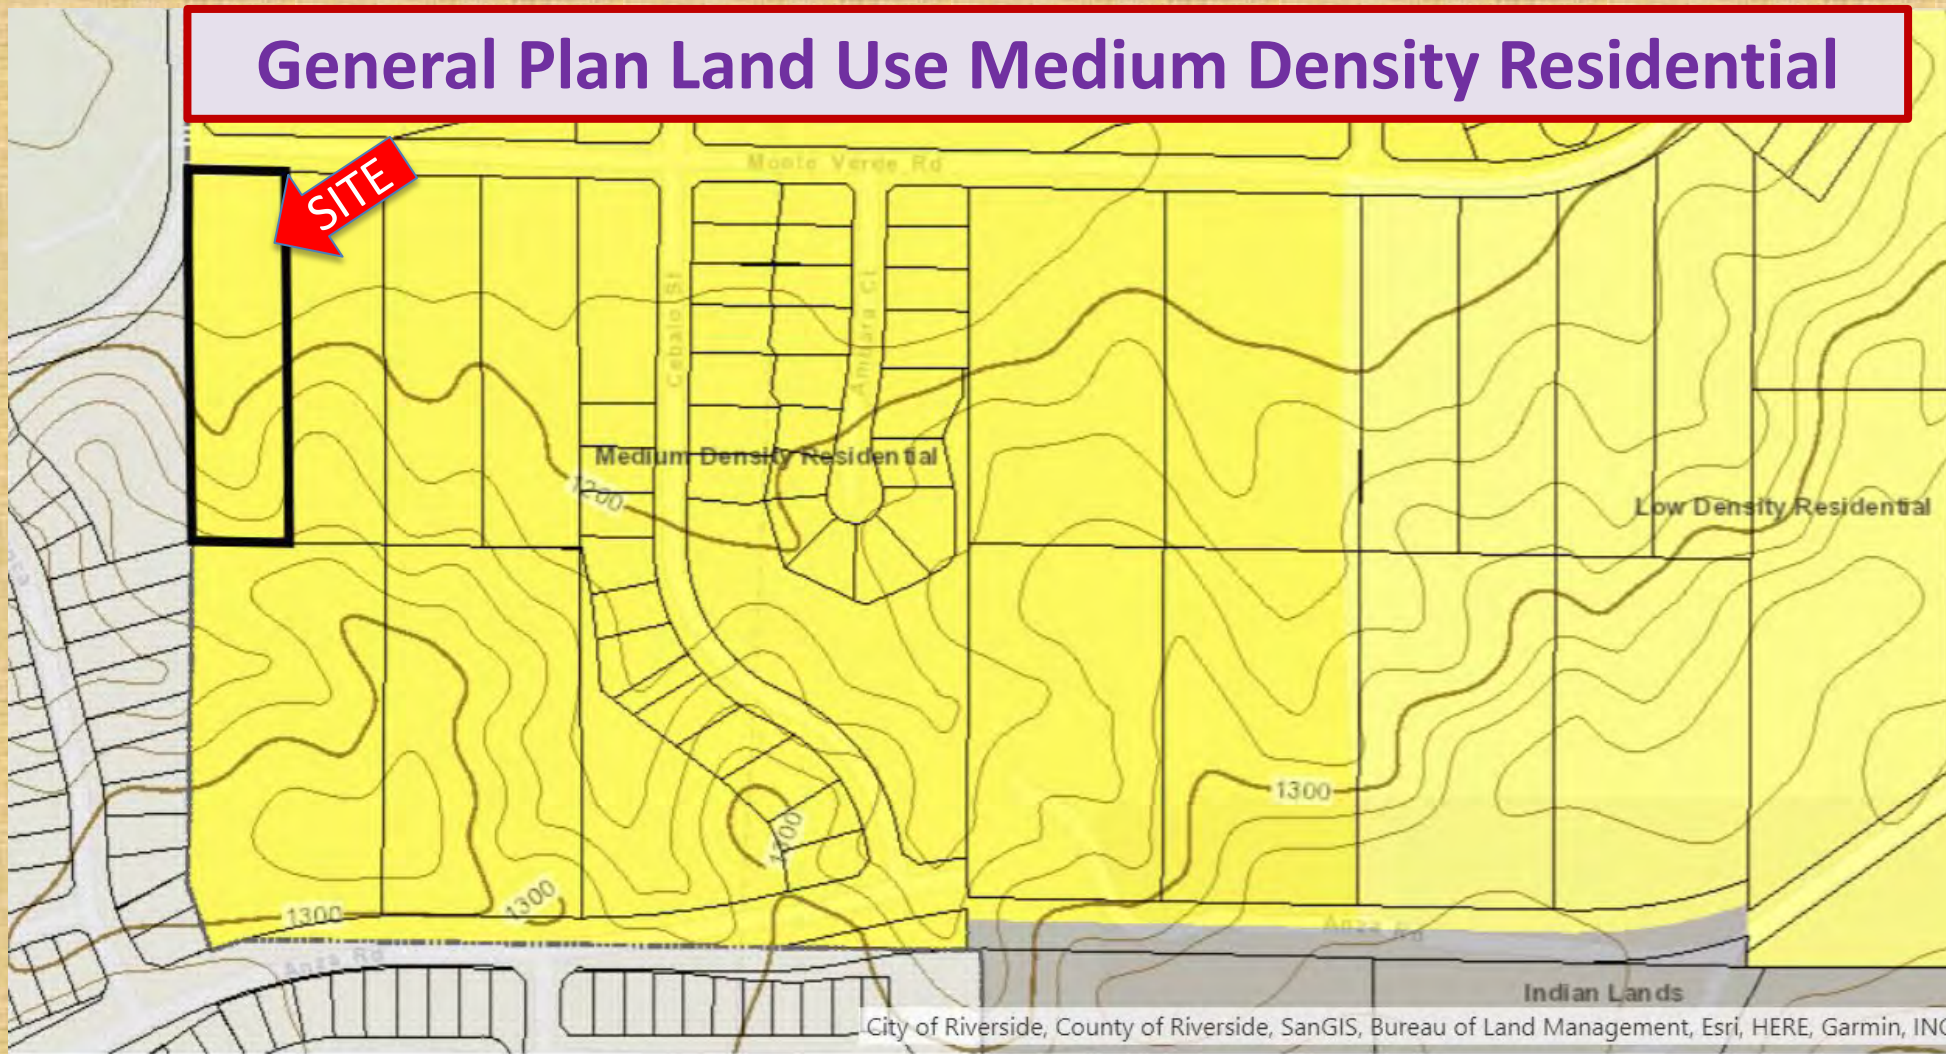 General Plan Land Use Medium Density Residential
SITE
Monte Verde Rd
Cebalo St
Medium Density Residential
1200
Low Density Residential
1300
1300
1300
1300
Anza Rd
Anza Rd
Indian Lands
City of Riverside, County of Riverside, SanGIS, Bureau of Land Management, Esri, HERE, Garmin, INC